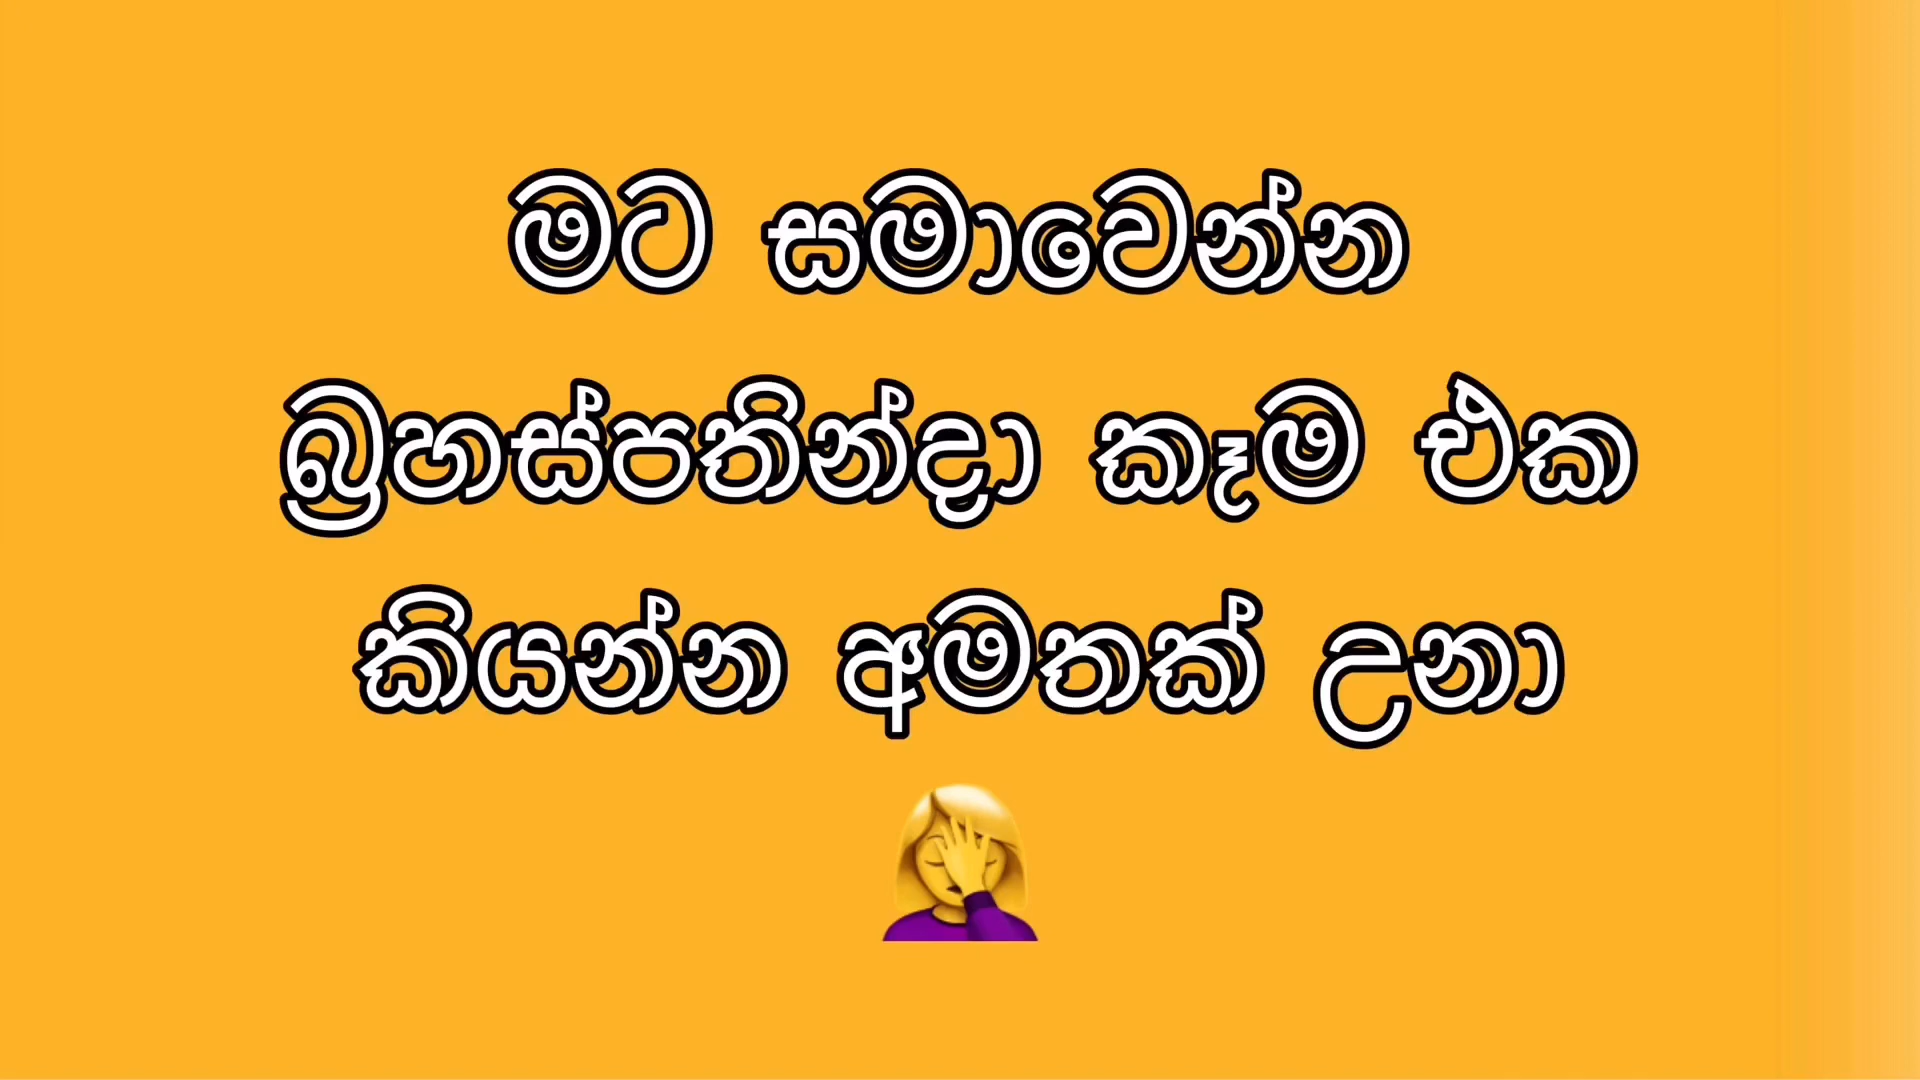 මට සමාවෙන්න
බ්‍රහස්පතින්දා කෑම එක
කියන්න අමතක් උනා